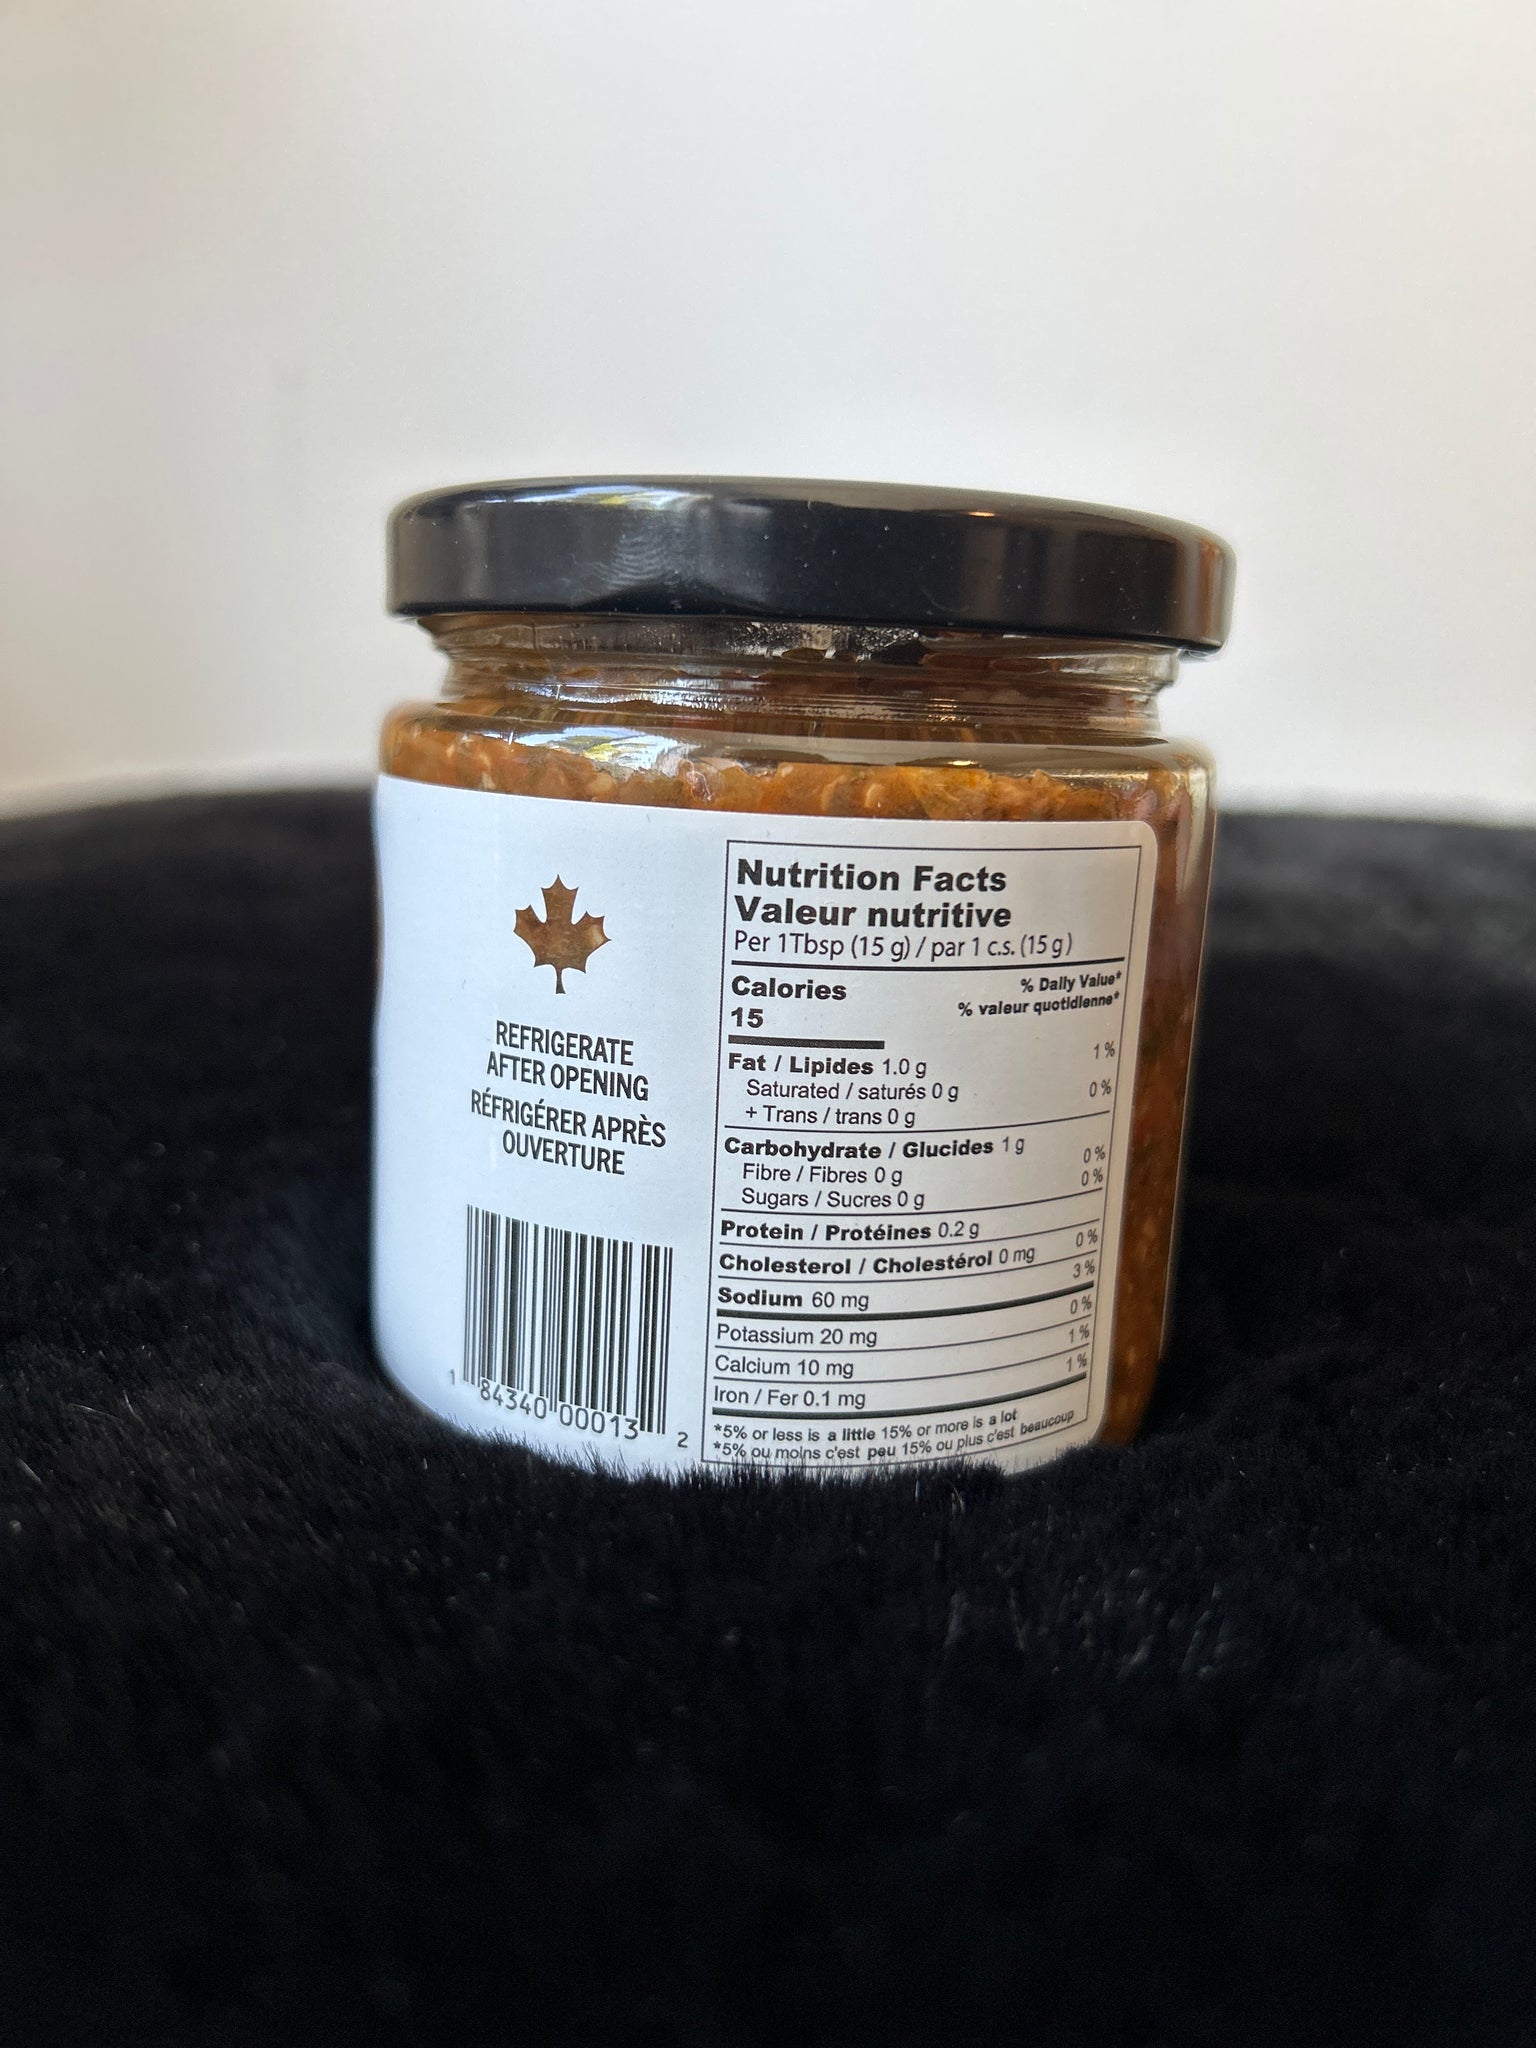 REFRIGERATE
AFTER OPENING
RÉFRIGÉRER APRÈS
OUVERTURE
1 84340 00013 2
Nutrition Facts
Valeur nutritive
Per 1Tbsp (15 g) / par 1 c.s. (15 g)
Calories
15
% Daily Value*
% valeur quotidienne*
Fat / Lipides 1.0 g 1 %
Saturated / saturés 0 g 0 %
+ Trans / trans 0 g
Carbohydrate / Glucides 1 g 0 %
Fibre / Fibres 0 g 0 %
Sugars / Sucres 0 g
Protein / Protéines 0.2 g
Cholesterol / Cholestérol 0 mg 0 %
Sodium 60 mg 3 %
Potassium 20 mg 0 %
Calcium 10 mg 1 %
Iron / Fer 0.1 mg 1 %
*5% or less is a little 15% or more is a lot
*5% ou moins c'est peu 15% ou plus c'est beaucoup